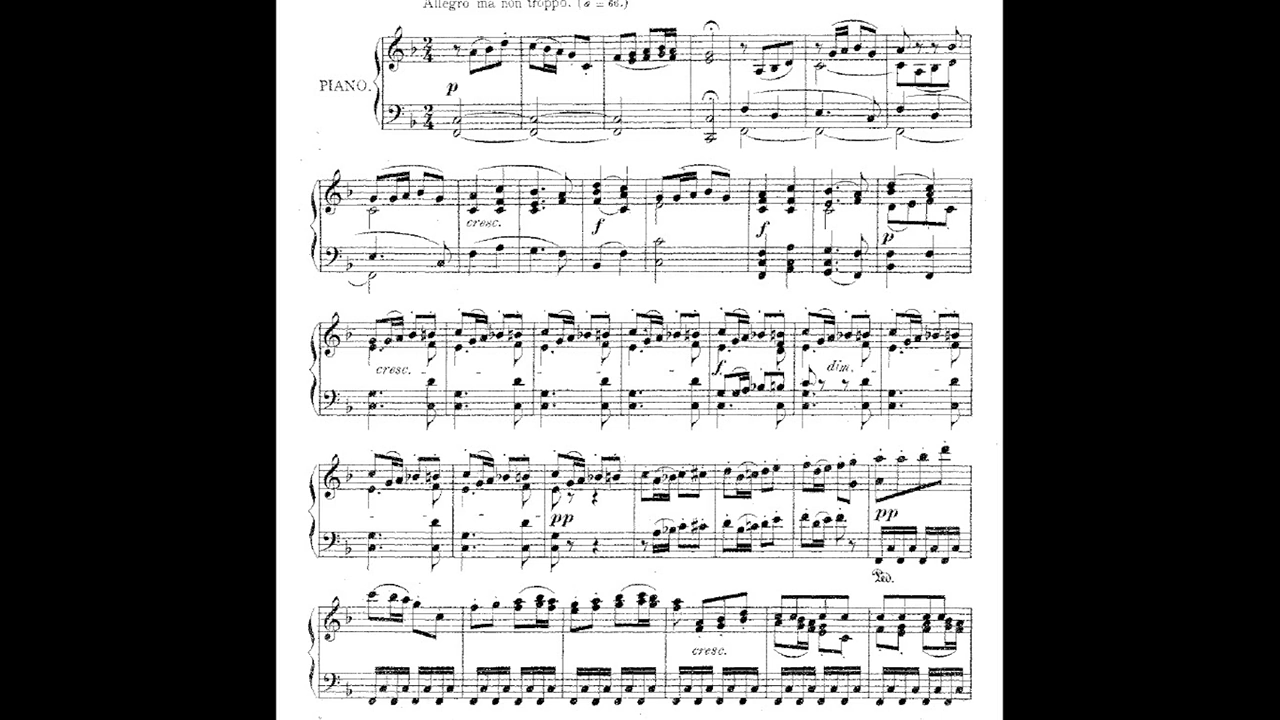 Allegro ma non troppo. (𝅗𝅥 = 66.)
PIANO.
p
cresc.
f
f
p
cresc.
f
dim.
pp
pp
Ped.
cresc.